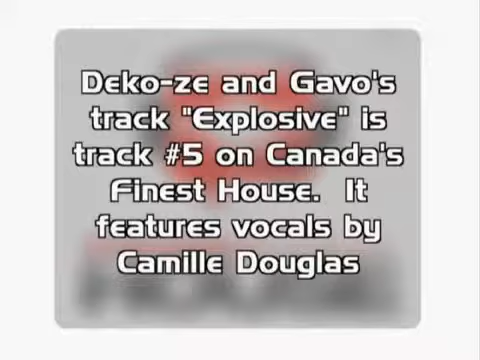 Deko-ze and Gavo's
track "Explosive" is
track #5 on Canada's
Finest House. It
features vocals by
Camille Douglas